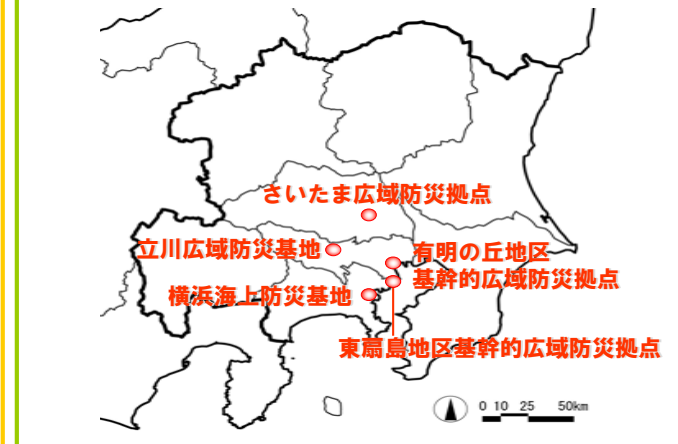 さいたま広域防災拠点
立川広域防災基地
有明の丘地区
基幹的広域防災拠点
横浜海上防災基地
東扇島地区基幹的広域防災拠点
0 10 25 50km